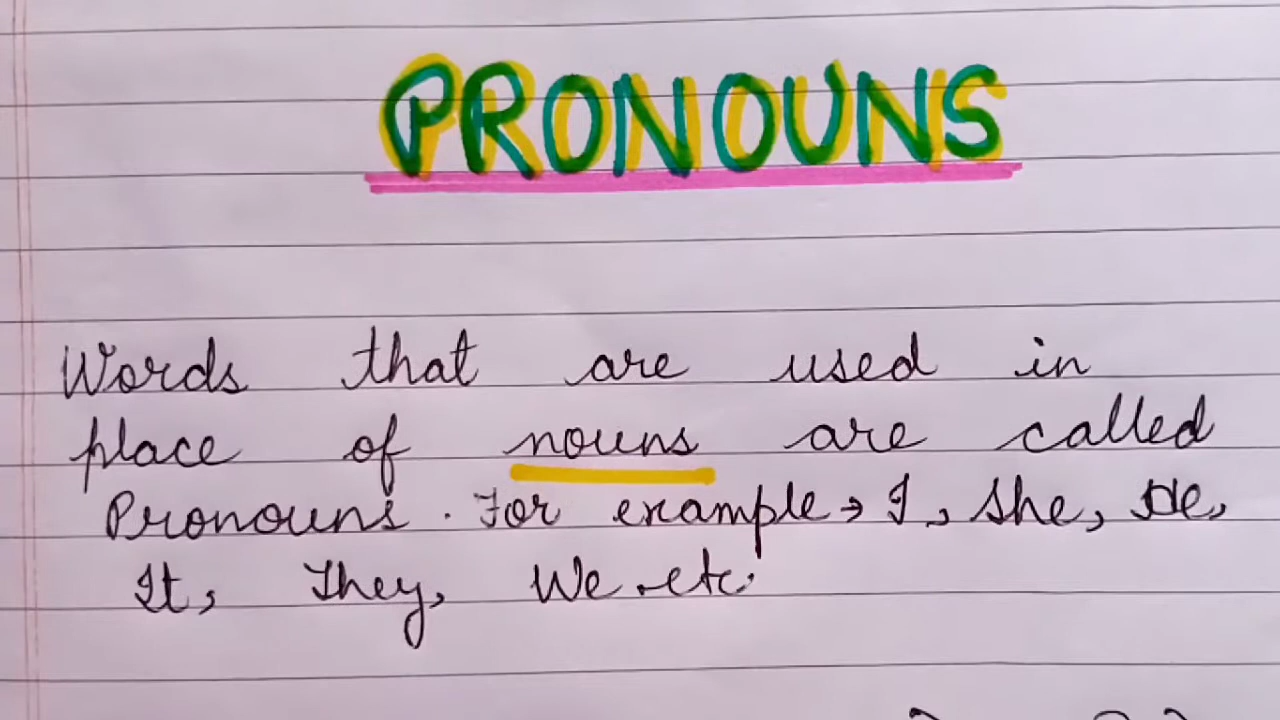 PRONOUNS
Words that are used in
place of nouns are called
Pronouns. For example → I, She, He,
It, They, We etc.